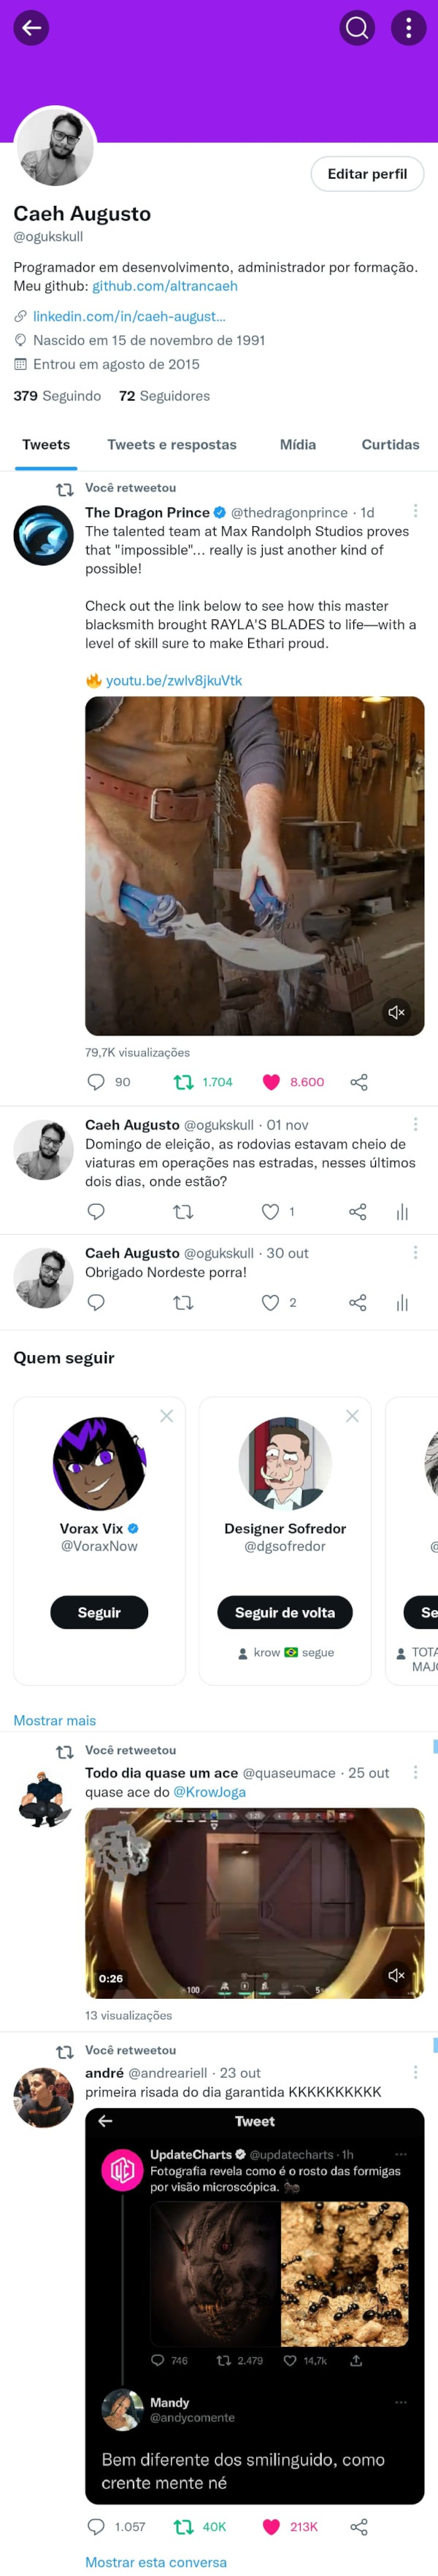 Editar perfil
Caeh Augusto
@ogukskull
Programador em desenvolvimento, administrador por formação.
Meu github: github.com/altrancaeh
linkedin.com/in/caeh-august...
Nascido em 15 de novembro de 1991
Entrou em agosto de 2015
379 Seguindo 72 Seguidores
Tweets Tweets e respostas Mídia Curtidas
Você retweetou
The Dragon Prince @thedragonprince · 1d
The talented team at Max Randolph Studios proves
that "impossible"... really is just another kind of
possible!
Check out the link below to see how this master
blacksmith brought RAYLA'S BLADES to life—with a
level of skill sure to make Ethari proud.
🔥 youtu.be/zwlv8jkuVtk
79,7K visualizações
90 1.704 8.600
Caeh Augusto @ogukskull · 01 nov
Domingo de eleição, as rodovias estavam cheio de
viaturas em operações nas estradas, nesses últimos
dois dias, onde estão?
1
Caeh Augusto @ogukskull · 30 out
Obrigado Nordeste porra!
2
Quem seguir
Vorax Vix
@VoraxNow
Seguir
Designer Sofredor
@dgsofredor
Seguir de volta
krow 🇧🇷 segue
@
Se
TOTA
MAJ
Mostrar mais
Você retweetou
Todo dia quase um ace @quaseumace · 25 out
quase ace do @KrowJoga
0:26
100
5
13 visualizações
Você retweetou
andré @andreariell · 23 out
primeira risada do dia garantida KKKKKKKKKK
Tweet
UpdateCharts @updatecharts · 1h
Fotografia revela como é o rosto das formigas
por visão microscópica. 🐜
746 2.479 14,7k
Mandy
@andycomente
Bem diferente dos smilinguido, como
crente mente né
1.057 40K 213K
Mostrar esta conversa